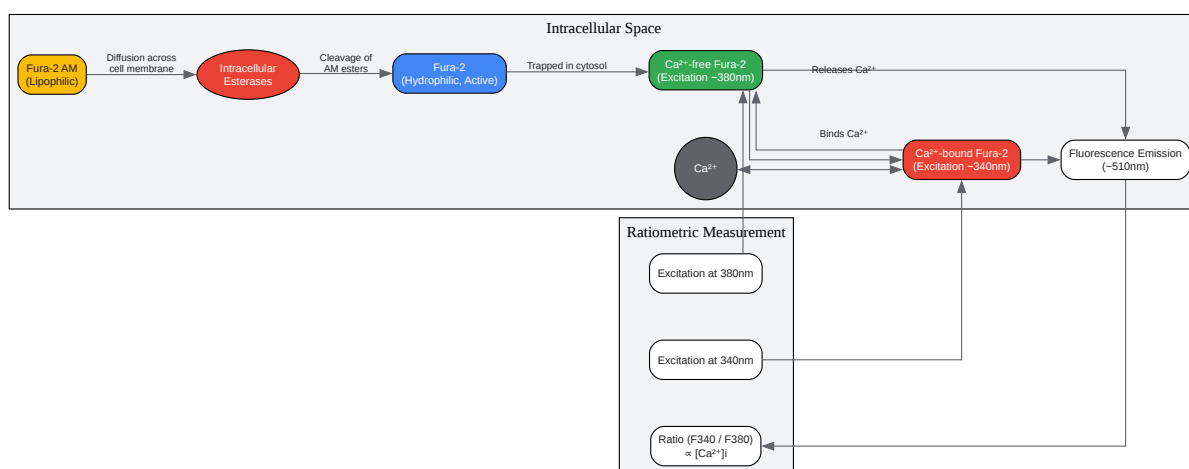 Intracellular Space
Fura-2 AM
(Lipophilic)
Diffusion across
cell membrane
Intracellular
Esterases
Cleavage of
AM esters
Fura-2
(Hydrophilic, Active)
Trapped in cytosol
Ca²⁺-free Fura-2
(Excitation ~380nm)
Releases Ca²⁺
Binds Ca²⁺
Ca²⁺
Ca²⁺-bound Fura-2
(Excitation ~340nm)
Fluorescence Emission
(~510nm)
Ratiometric Measurement
Excitation at 380nm
Excitation at 340nm
Ratio (F340 / F380)
∝ [Ca²⁺]i